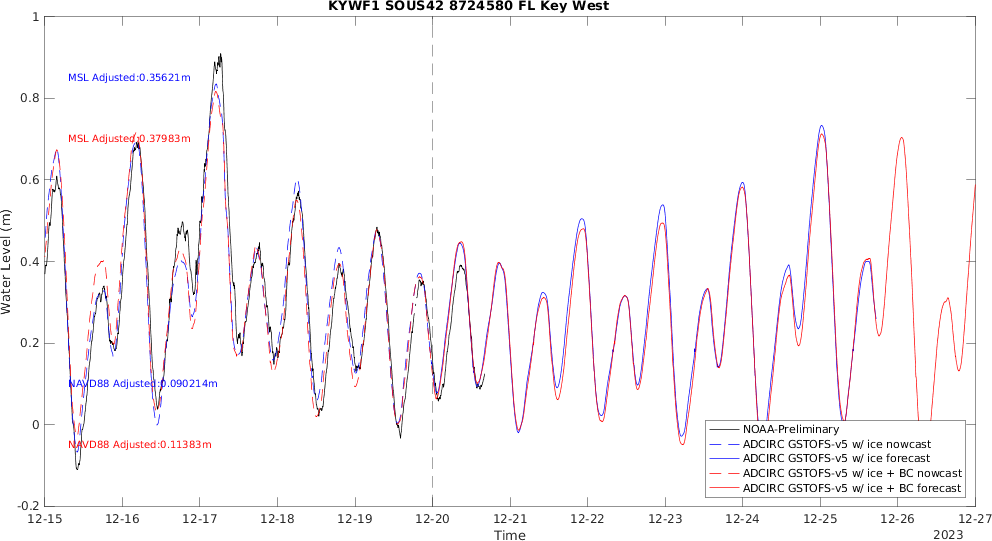 KYWF1 SOUS42 8724580 FL Key West
1
0.8
0.6
0.4
0.2
0
-0.2
Water Level (m)
MSL Adjusted:0.35621m
MSL Adjusted:0.37983m
NAVD88 Adjusted:0.090214m
NAVD88 Adjusted:0.11383m
NOAA-Preliminary
ADCIRC GSTOFS-v5 w/ ice nowcast
ADCIRC GSTOFS-v5 w/ ice forecast
ADCIRC GSTOFS-v5 w/ ice + BC nowcast
ADCIRC GSTOFS-v5 w/ ice + BC forecast
12-15 12-16 12-17 12-18 12-19 12-20 12-21 12-22 12-23 12-24 12-25 12-26 12-27
Time
2023